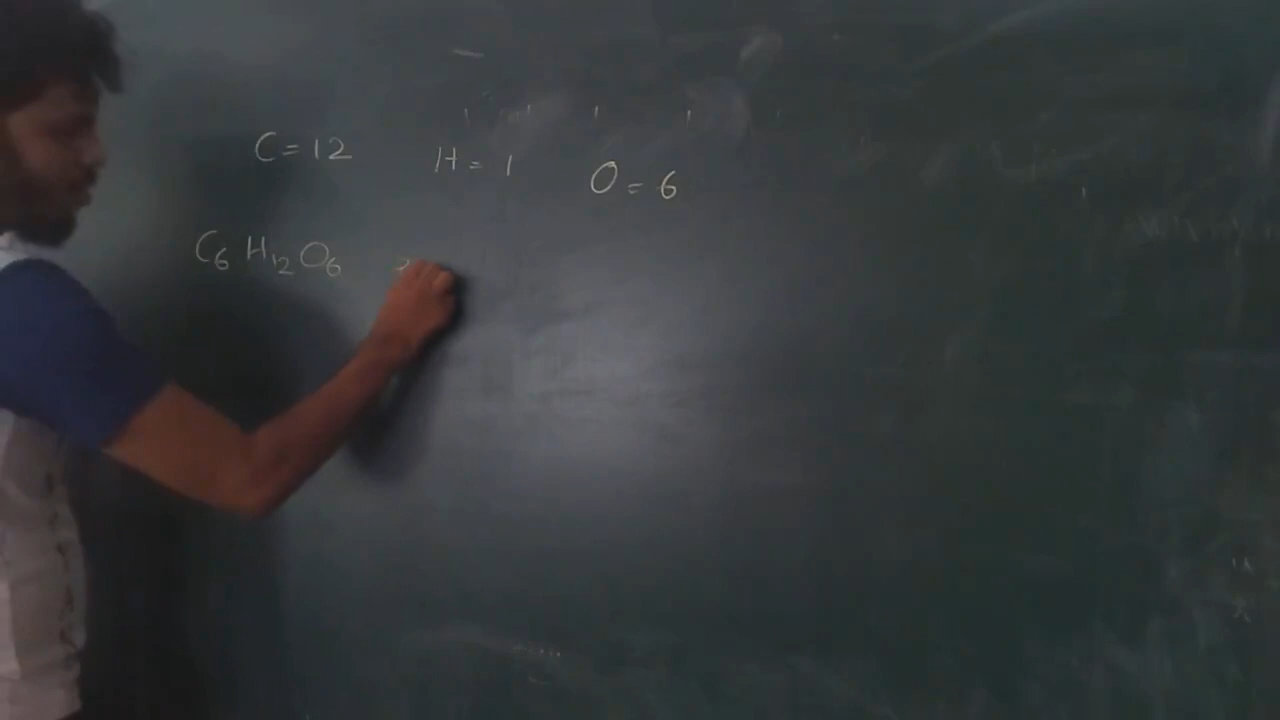 C = 12 H = 1 O = 6
C₆ H₁₂ O₆